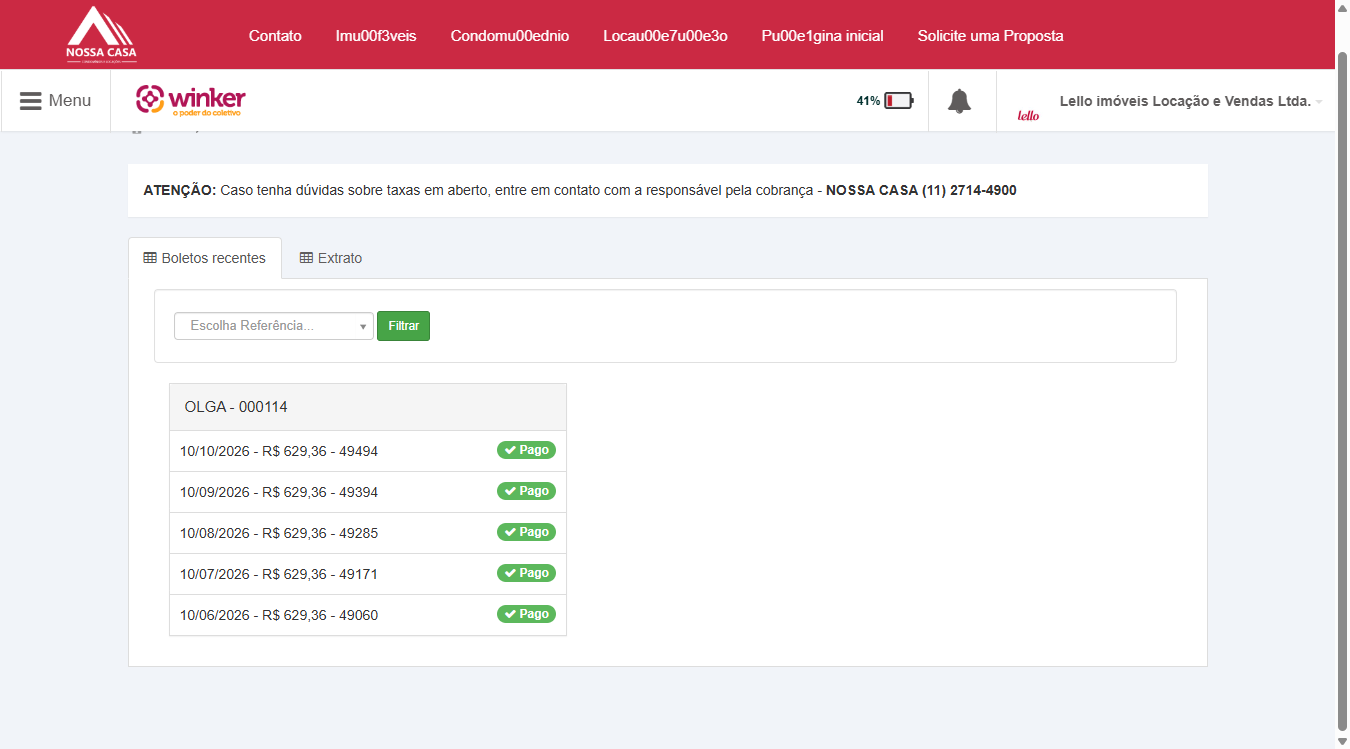 NOSSA CASA
Contato
Imu00f3veis
Condomu00ednio
Locau00e7u00e3o
Pu00e1gina inicial
Solicite uma Proposta
Menu
winker
o poder do coletivo
41%
lello
Lello imóveis Locação e Vendas Ltda.
ATENÇÃO: Caso tenha dúvidas sobre taxas em aberto, entre em contato com a responsável pela cobrança - NOSSA CASA (11) 2714-4900
Boletos recentes
Extrato
Escolha Referência...
Filtrar
OLGA - 000114
10/10/2026 - R$ 629,36 - 49494 Pago
10/09/2026 - R$ 629,36 - 49394 Pago
10/08/2026 - R$ 629,36 - 49285 Pago
10/07/2026 - R$ 629,36 - 49171 Pago
10/06/2026 - R$ 629,36 - 49060 Pago